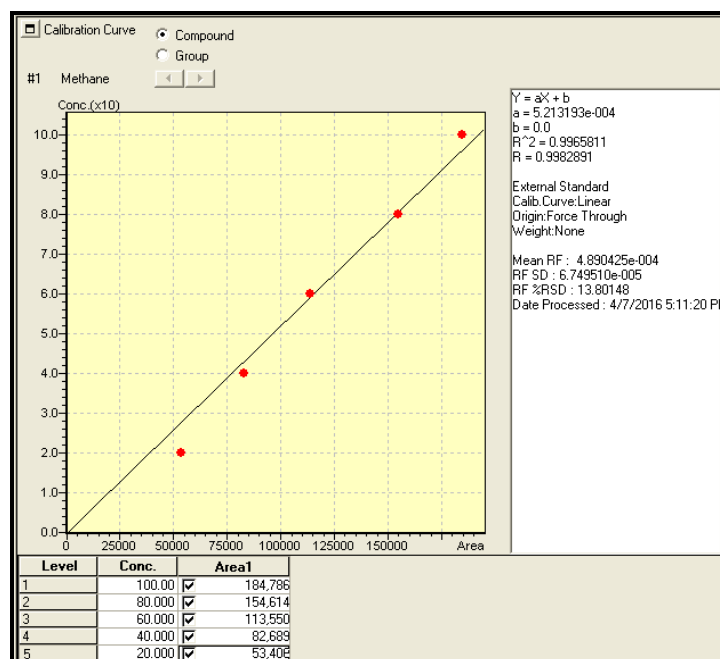 Calibration Curve
Compound
Group
#1 Methane
Conc.(x10)
10.0
9.0
8.0
7.0
6.0
5.0
4.0
3.0
2.0
1.0
0.0
0 25000 50000 75000 100000 125000 150000 Area
Y = aX + b
a = 5.213193e-004
b = 0.0
R^2 = 0.9965811
R = 0.9982891
External Standard
Calib.Curve:Linear
Origin:Force Through
Weight:None
Mean RF : 4.890425e-004
RF SD : 6.749510e-005
RF %RSD : 13.80148
Date Processed : 4/7/2016 5:11:20 P
Level Conc. Area1
1 100.00 184,786
2 80.000 154,614
3 60.000 113,550
4 40.000 82,689
5 20.000 53,406